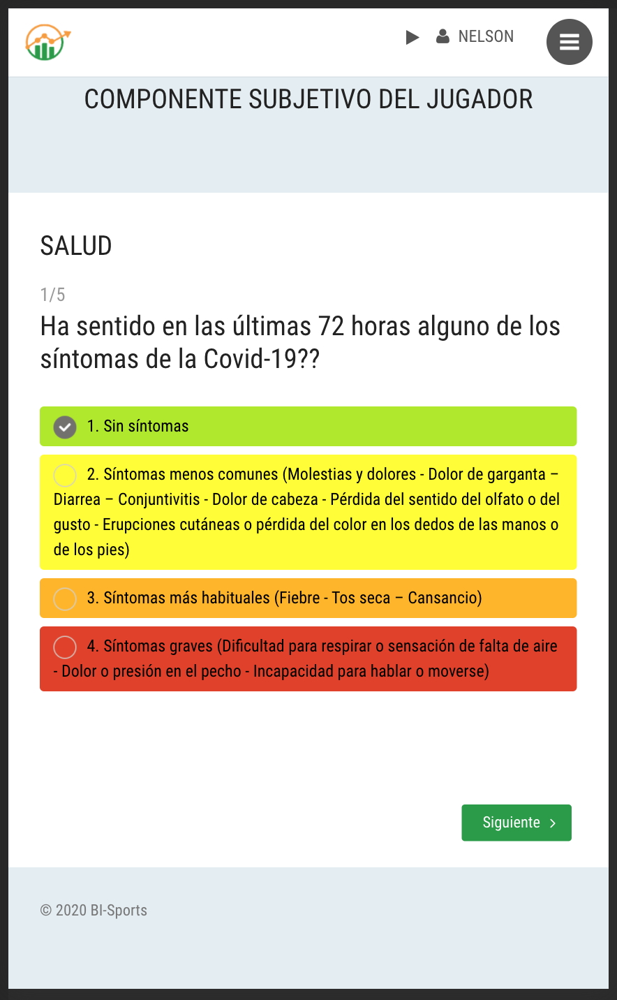 NELSON
COMPONENTE SUBJETIVO DEL JUGADOR
SALUD
1/5
Ha sentido en las últimas 72 horas alguno de los
síntomas de la Covid-19??
1. Sin síntomas
2. Síntomas menos comunes (Molestias y dolores - Dolor de garganta –
Diarrea – Conjuntivitis - Dolor de cabeza - Pérdida del sentido del olfato o del
gusto - Erupciones cutáneas o pérdida del color en los dedos de las manos o
de los pies)
3. Síntomas más habituales (Fiebre - Tos seca – Cansancio)
4. Síntomas graves (Dificultad para respirar o sensación de falta de aire
- Dolor o presión en el pecho - Incapacidad para hablar o moverse)
Siguiente
© 2020 BI-Sports